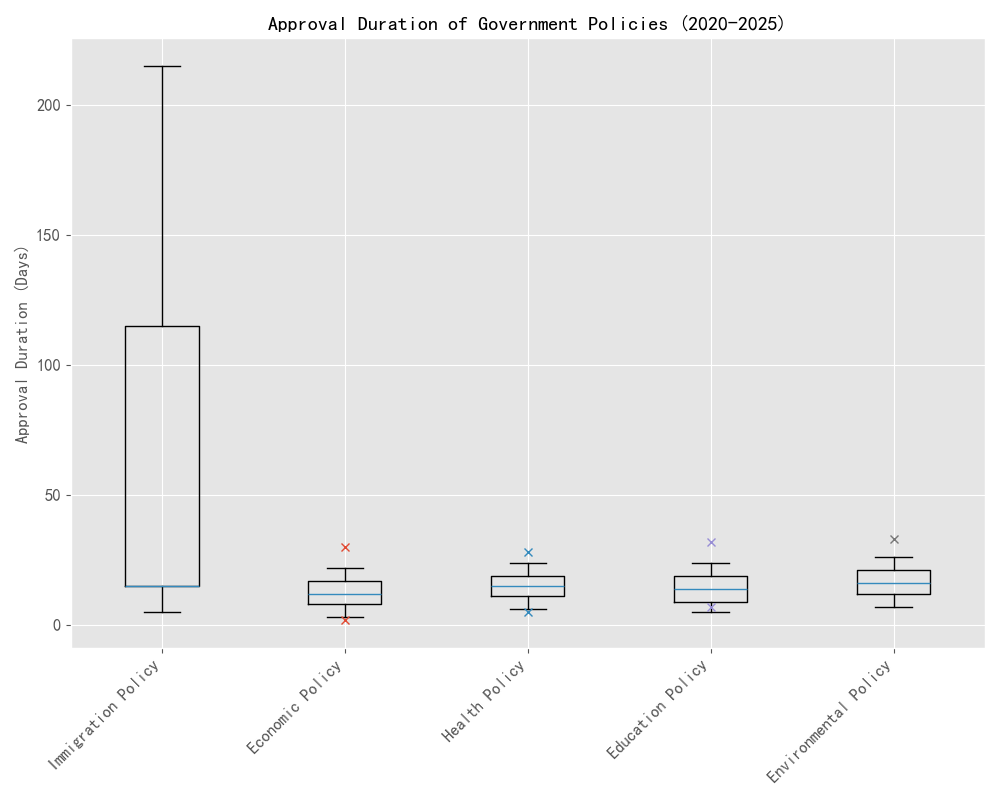 Approval Duration of Government Policies (2020-2025)
Approval Duration (Days)
200
150
100
50
0
Immigration Policy
Economic Policy
Health Policy
Education Policy
Environmental Policy